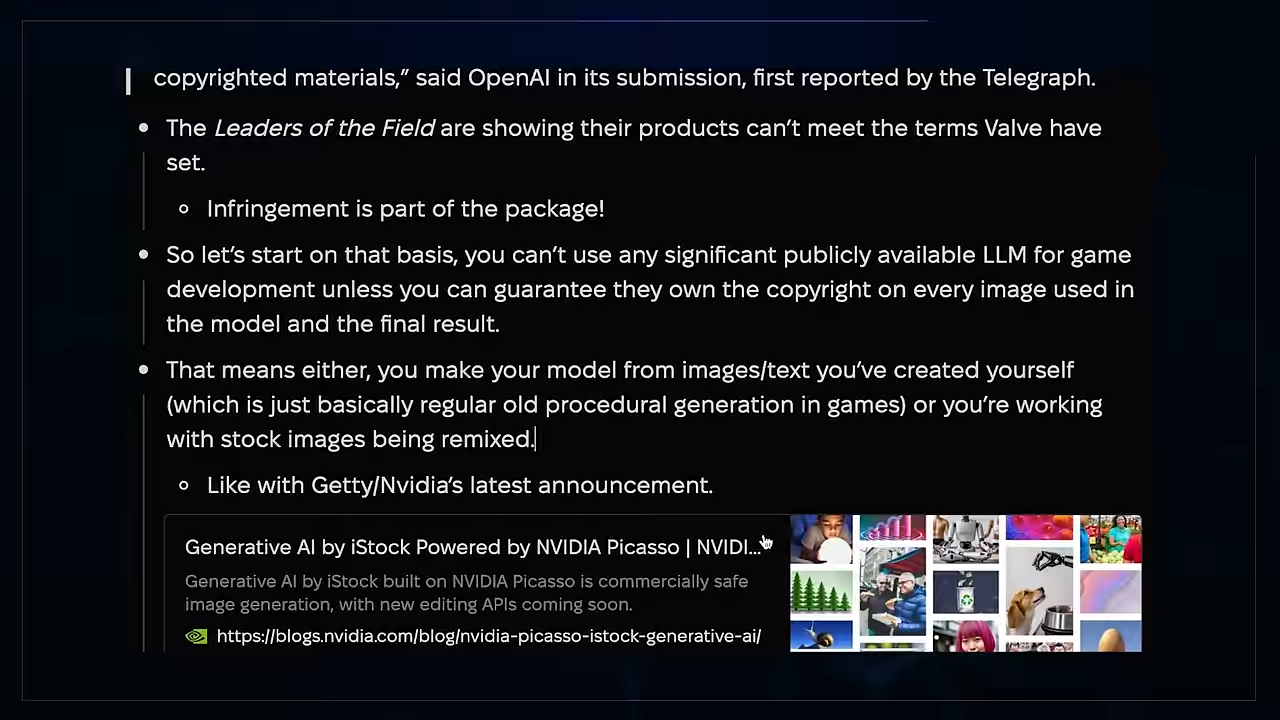 copyrighted materials,” said OpenAI in its submission, first reported by the Telegraph.
The Leaders of the Field are showing their products can’t meet the terms Valve have
set.
Infringement is part of the package!
So let’s start on that basis, you can’t use any significant publicly available LLM for game
development unless you can guarantee they own the copyright on every image used in
the model and the final result.
That means either, you make your model from images/text you’ve created yourself
(which is just basically regular old procedural generation in games) or you’re working
with stock images being remixed.
Like with Getty/Nvidia’s latest announcement.
Generative AI by iStock Powered by NVIDIA Picasso | NVIDI...
Generative AI by iStock built on NVIDIA Picasso is commercially safe
image generation, with new editing APIs coming soon.
https://blogs.nvidia.com/blog/nvidia-picasso-istock-generative-ai/